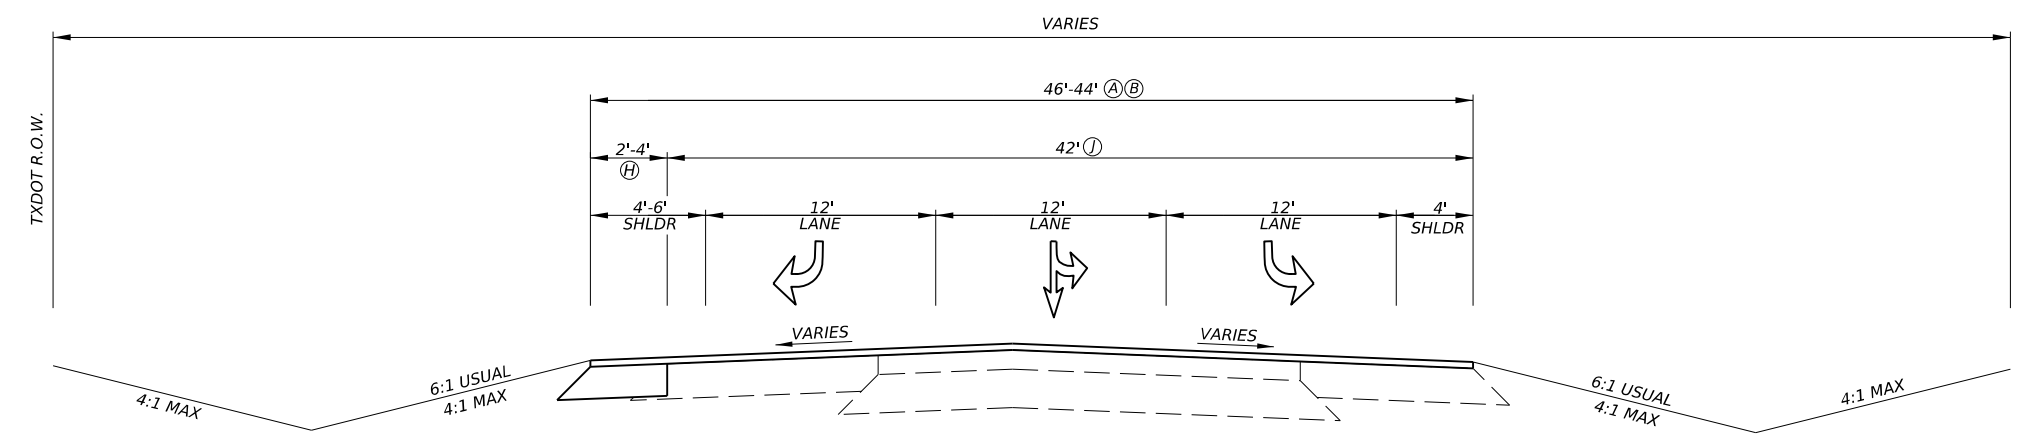 VARIES
46'-44' A B
TXDOT R.O.W.
2'-4'
H
42' J
4'-6'
SHLDR
12'
LANE
12'
LANE
12'
LANE
4'
SHLDR
VARIES
VARIES
4:1 MAX
6:1 USUAL
4:1 MAX
6:1 USUAL
4:1 MAX
4:1 MAX